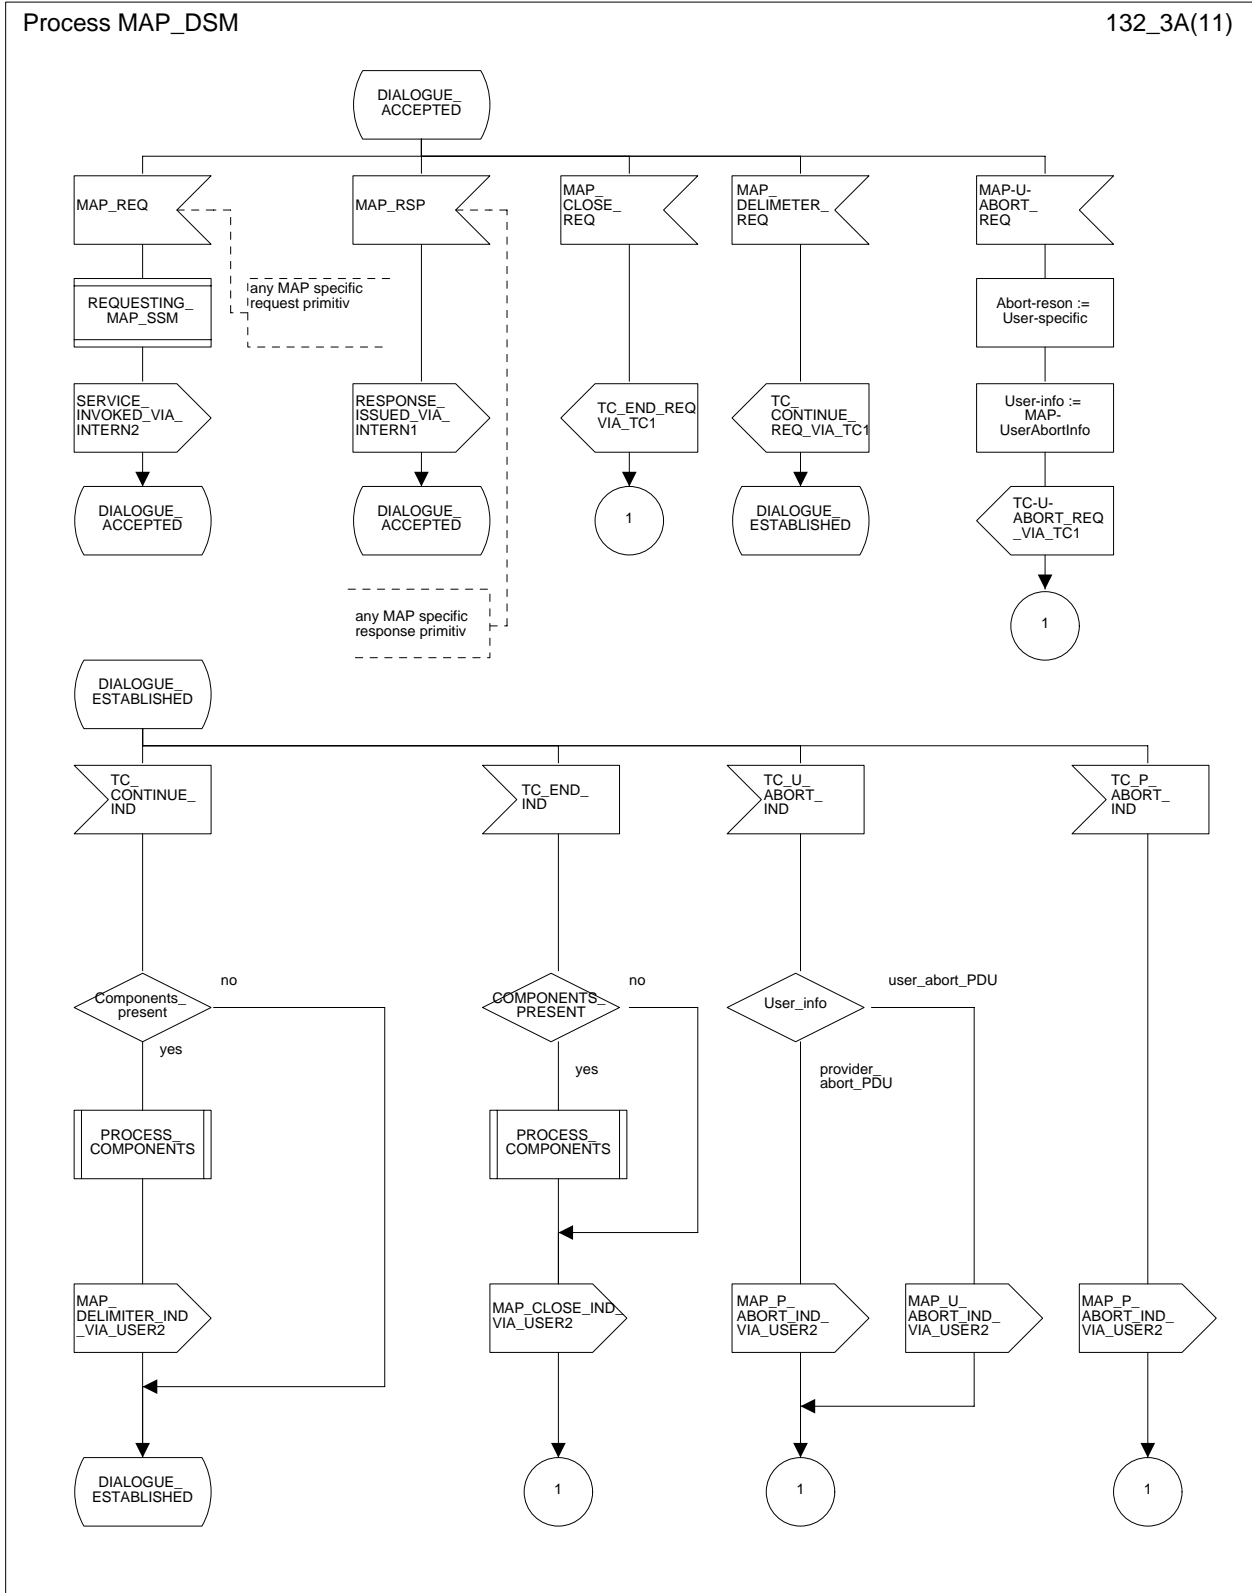 Process MAP_DSM
132_3A(11)
DIALOGUE_
ACCEPTED
MAP_REQ
MAP_RSP
MAP_
CLOSE_
REQ
MAP_
DELIMETER_
REQ
MAP-U-
ABORT_
REQ
any MAP specific
request primitiv
REQUESTING_
MAP_SSM
Abort-reson :=
User-specific
SERVICE_
INVOKED_VIA_
INTERN2
RESPONSE_
ISSUED_VIA_
INTERN1
TC_END_REQ
VIA_TC1
TC_
CONTINUE_
REQ_VIA_TC1
User-info :=
MAP-
UserAbortInfo
DIALOGUE_
ACCEPTED
DIALOGUE_
ACCEPTED
1
DIALOGUE_
ESTABLISHED
TC-U-
ABORT_REQ
_VIA_TC1
any MAP specific
response primitiv
1
DIALOGUE_
ESTABLISHED
TC_
CONTINUE_
IND
TC_END_
IND
TC_U_
ABORT_
IND
TC_P_
ABORT_
IND
Components_
present
no
yes
COMPONENTS_
PRESENT
no
yes
User_info
user_abort_PDU
provider_
abort_PDU
PROCESS_
COMPONENTS
PROCESS_
COMPONENTS
MAP_
DELIMITER_IND
_VIA_USER2
MAP_CLOSE_IND_
VIA_USER2
MAP_P_
ABORT_IND_
VIA_USER2
MAP_U_
ABORT_IND_
VIA_USER2
MAP_P_
ABORT_IND_
VIA_USER2
DIALOGUE_
ESTABLISHED
1
1
1